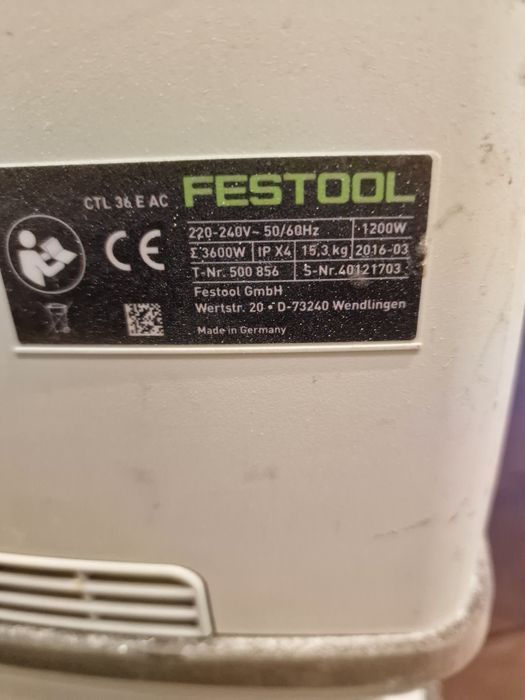 CTL 36 E AC FESTOOL
CE
220-240V~ 50/60Hz 1200W
Σ 3600W IP X4 15,3 kg 2016-03
T-Nr. 500 856 S-Nr.40121703
Festool GmbH
Wertstr. 20 • D-73240 Wendlingen
Made in Germany